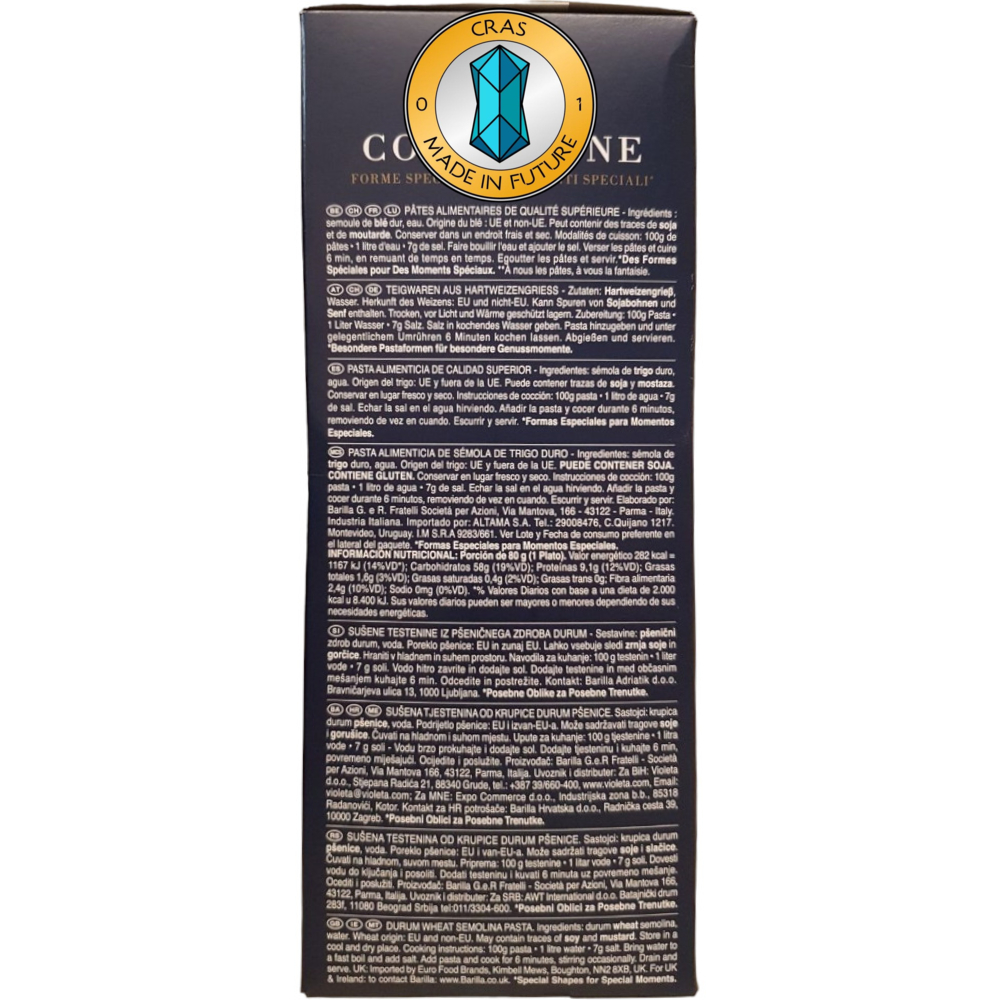 CRAS
0 1
MADE IN FUTURE
CO NE
FORME SPEC TI SPECIALI*
BE CH FR LU PÂTES ALIMENTAIRES DE QUALITÉ SUPÉRIEURE - Ingrédients :
semoule de blé dur, eau. Origine du blé : UE et non-UE. Peut contenir des traces de soja
et de moutarde. Conserver dans un endroit frais et sec. Modalités de cuisson: 100g de
pâtes • 1 litre d'eau • 7g de sel. Faire bouillir l'eau et ajouter le sel. Verser les pâtes et cuire
6 min, en remuant de temps en temps. Egoutter les pâtes et servir.*Des Formes
Spéciales pour Des Moments Spéciaux. **À nous les pâtes, à vous la fantaisie.
AT CH DE TEIGWAREN AUS HARTWEIZENGRIESS - Zutaten: Hartweizengrieß,
Wasser. Herkunft des Weizens: EU und nicht-EU. Kann Spuren von Sojabohnen und
Senf enthalten. Trocken, vor Licht und Wärme geschützt lagern. Zubereitung: 100g Pasta •
1 Liter Wasser • 7g Salz. Salz in kochendes Wasser geben. Pasta hinzugeben und unter
gelegentlichem Umrühren 6 Minuten kochen lassen. Abgießen und servieren.
*Besondere Pastaformen für besondere Genussmomente.
ES PASTA ALIMENTICIA DE CALIDAD SUPERIOR - Ingredientes: sémola de trigo duro,
agua. Origen del trigo: UE y fuera de la UE. Puede contener trazas de soja y mostaza.
Conservar en lugar fresco y seco. Instrucciones de cocción: 100g pasta • 1 litro de agua • 7g
de sal. Echar la sal en el agua hirviendo. Añadir la pasta y cocer durante 6 minutos,
removiendo de vez en cuando. Escurrir y servir. *Formas Especiales para Momentos
Especiales.
PASTA ALIMENTICIA DE SÉMOLA DE TRIGO DURO - Ingredientes: sémola de
trigo duro, agua. Origen del trigo: UE y fuera de la UE. PUEDE CONTENER SOJA.
CONTIENE GLUTEN. Conservar en lugar fresco y seco. Instrucciones de cocción: 100g
pasta • 1 litro de agua • 7g de sal. Echar la sal en el agua hirviendo. Añadir la pasta y
cocer durante 6 minutos, removiendo de vez en cuando. Escurrir y servir. Elaborado por:
Barilla G. e R. Fratelli Società per Azioni, Via Mantova, 166 - 43122 - Parma - Italy.
Industria Italiana. Importado por: ALTAMA S.A. Tel.: 29008476, C.Quijano 1217.
Montevideo, Uruguay. I.M S.R.A 9283/661. Ver Lote y Fecha de consumo preferente en
el lateral del paquete. *Formas Especiales para Momentos Especiales.
INFORMACIÓN NUTRICIONAL: Porción de 80 g (1 Plato). Valor energético 282 kcal =
1167 kJ (14%VD*); Carbohidratos 58g (19%VD); Proteínas 9,1g (12%VD); Grasas
totales 1,6g (3%VD); Grasas saturadas 0,4g (2%VD); Grasas trans 0g; Fibra alimentaria
2,4g (10%VD); Sodio 0mg (0%VD). *% Valores Diarios con base a una dieta de 2.000
kcal u 8.400 kJ. Sus valores diarios pueden ser mayores o menores dependiendo de sus
necesidades energéticas.
SI SUŠENE TESTENINE IZ PŠENIČNEGA ZDROBA DURUM - Sestavine: pšenični
zdrob durum, voda. Poreklo pšenice: EU in zunaj EU. Lahko vsebuje sledi zrnja soje in
gorčice. Hraniti v hladnem in suhem prostoru. Navodila za kuhanje: 100 g testenin • 1 liter
vode • 7 g soli. Vodo hitro zavrite in dodajte sol. Dodajte testenine in med občasnim
mešanjem kuhajte 6 min. Odcedite in postrežite. Kontakt: Barilla Adriatik d.o.o.
Bravničarjeva ulica 13, 1000 Ljubljana. *Posebne Oblike za Posebne Trenutke.
BA HR ME SUŠENA TJESTENINA OD KRUPICE DURUM PŠENICE. Sastojci: krupica
durum pšenice, voda. Podrijetlo pšenice: EU i izvan-EU-a. Može sadržavati tragove soje
i gorušice. Čuvati na hladnom i suhom mjestu. Upute za kuhanje: 100 g tjestenine • 1 litra
vode • 7 g soli - Vodu brzo prokuhajte i dodajte sol. Dodajte tjesteninu i kuhajte 6 min,
povremeno miješajući. Ocijedite i poslužite. Proizvođač: Barilla G.e.R Fratelli - Società
per Azioni, Via Mantova 166, 43122, Parma, Italija. Uvoznik i distributer: Za BiH: Violeta
d.o.o., Stjepana Radića 21, 88340 Grude, tel.: +387 39/660-400, www.violeta.com, Email:
violeta@violeta.com; Za MNE: Expo Commerce d.o.o., Industrijska zona b.b., 85318
Radanovići, Kotor. Kontakt za HR potrošače: Barilla Hrvatska d.o.o., Radnička cesta 39,
10000 Zagreb. *Posebni Oblici za Posebne Trenutke.
RS SUŠENA TESTENINA OD KRUPICE DURUM PŠENICE. Sastojci: krupica durum
pšenice, voda. Poreklo pšenice: EU i van-EU-a. Može sadržati tragove soje i slačice.
Čuvati na hladnom, suvom mestu. Priprema: 100 g testenine • 1 litar vode • 7 g soli. Dovesti
vodu do ključanja i posoliti. Dodati testeninu i kuvati 6 minuta uz povremeno mešanje.
Ocediti i poslužiti. Proizvođač: Barilla G.e.R Fratelli - Società per Azioni, Via Mantova 166,
43122, Parma, Italija. Uvoznik i distributer: Za SRB: AWT International d.o.o. Batajnički drum
283f, 11080 Beograd Srbija tel:011/3304-600. *Posebni Oblici za Posebne Trenutke.
GB IE MT DURUM WHEAT SEMOLINA PASTA. Ingredients: durum wheat semolina,
water. Wheat origin: EU and non-EU. May contain traces of soy and mustard. Store in a
cool and dry place. Cooking instructions: 100g pasta • 1 litre water • 7g salt. Bring water to
a fast boil and add salt. Add pasta and cook for 6 minutes, stirring occasionally. Drain and
serve. UK: Imported by Euro Food Brands, Kimbell Mews, Boughton, NN2 8XB, UK. For UK
& Ireland: to contact Barilla: www.Barilla.co.uk. *Special Shapes for Special Moments.